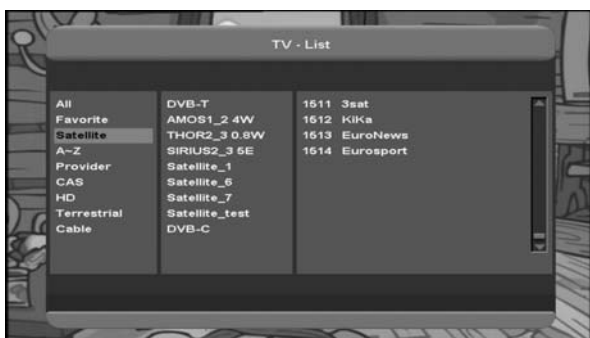 TV - List
All
Favorite
Satellite
A~Z
Provider
CAS
HD
Terrestrial
Cable
DVB-T
AMOS1_2 4W
THOR2_3 0.8W
SIRIUS2_3 5E
Satellite_1
Satellite_6
Satellite_7
Satellite_test
DVB-C
1511 3sat
1512 KiKa
1513 EuroNews
1514 Eurosport